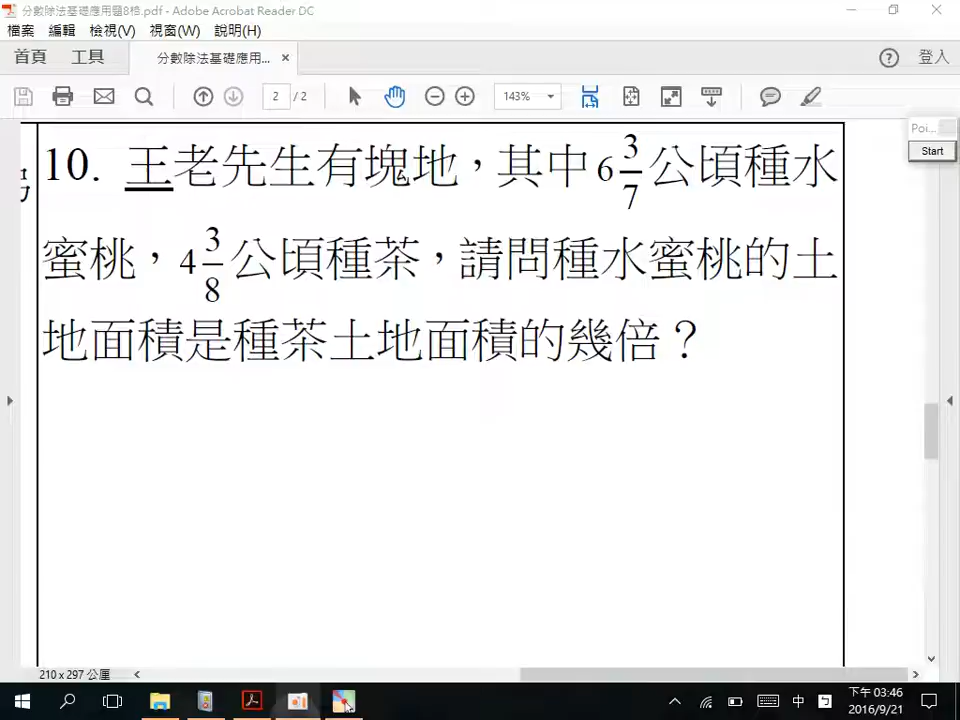 分數除法基礎應用題8格.pdf - Adobe Acrobat Reader DC
檔案 編輯 檢視(V) 視窗(W) 說明(H)
首頁 工具 分數除法基礎應用... × 登入
2 / 2 143%
Poi...
Start
10. 王老先生有塊地，其中6 3/7 公頃種水
蜜桃，4 3/8 公頃種茶，請問種水蜜桃的土
地面積是種茶土地面積的幾倍？
210 x 297 公厘
中
下午 03:46
2016/9/21